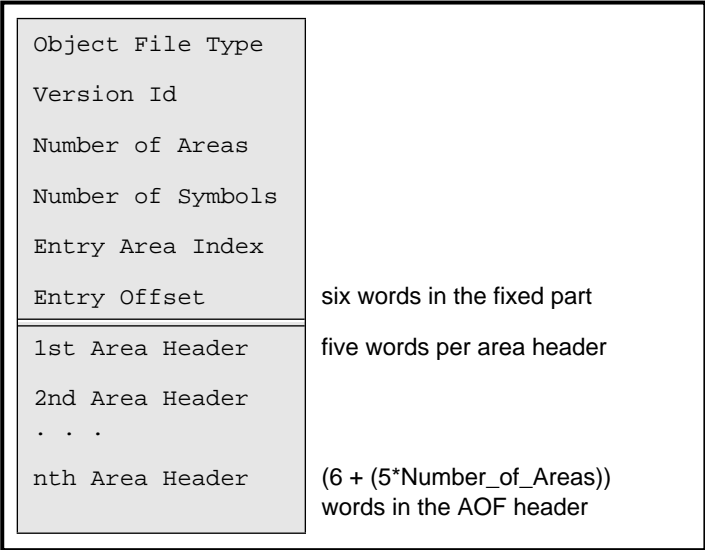 Object File Type
Version Id
Number of Areas
Number of Symbols
Entry Area Index
Entry Offset six words in the fixed part
1st Area Header five words per area header
2nd Area Header
. . .
nth Area Header (6 + (5*Number_of_Areas))
words in the AOF header